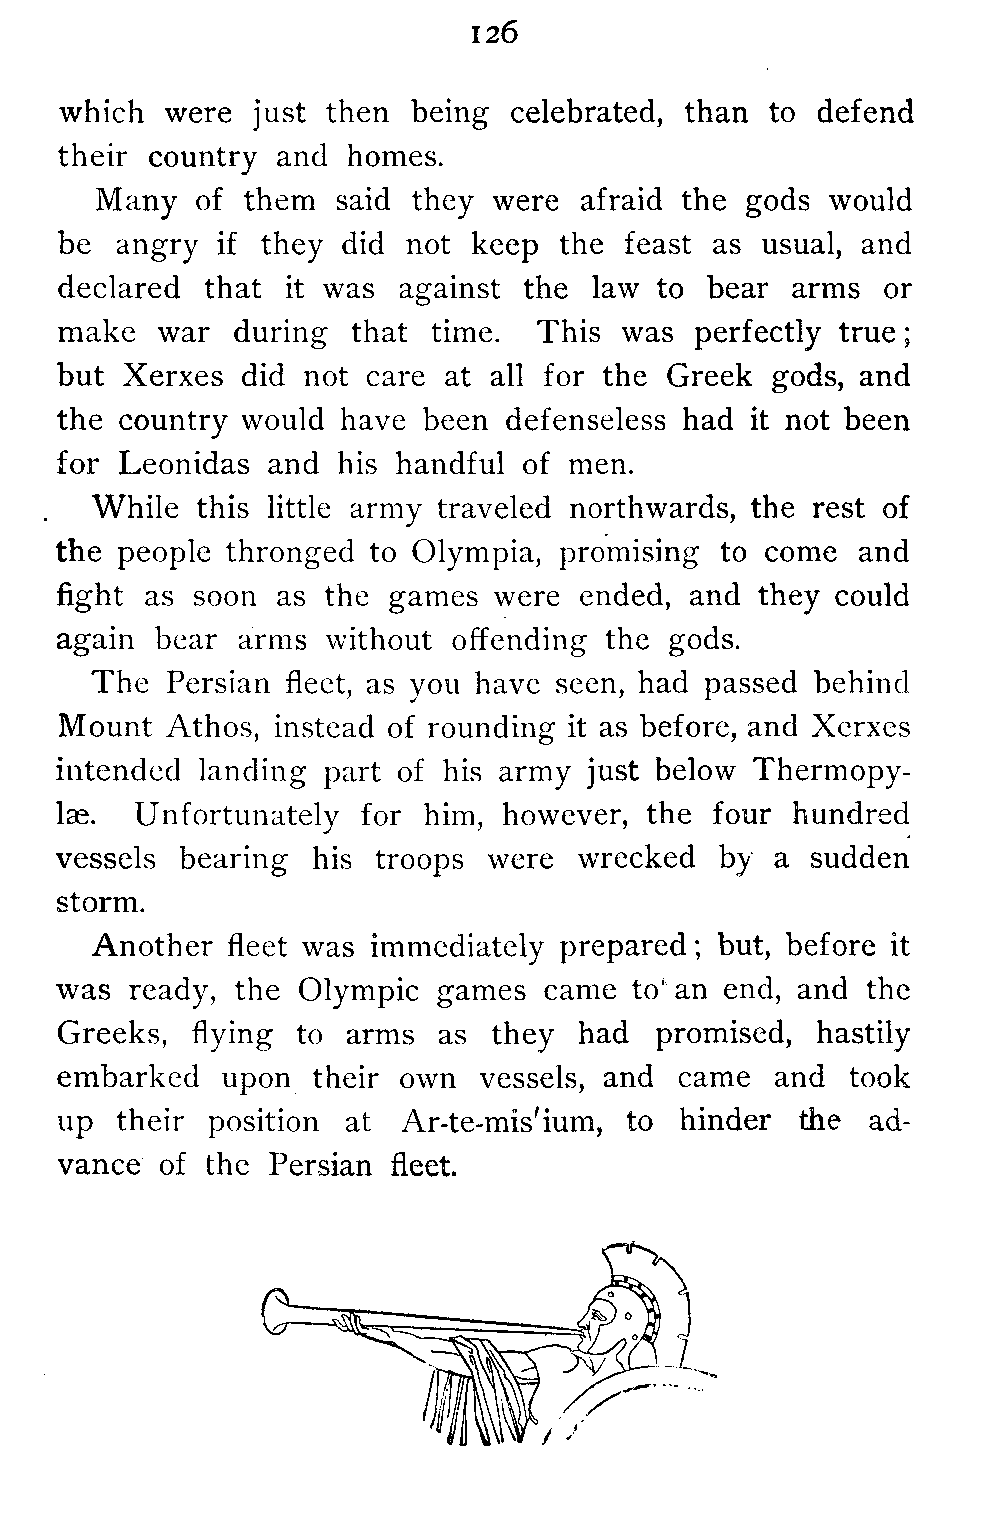 126
which were just then being celebrated, than to defend
their country and homes.
Many of them said they were afraid the gods would
be angry if they did not keep the feast as usual, and
declared that it was against the law to bear arms or
make war during that time. This was perfectly true;
but Xerxes did not care at all for the Greek gods, and
the country would have been defenseless had it not been
for Leonidas and his handful of men.
While this little army traveled northwards, the rest of
the people thronged to Olympia, promising to come and
fight as soon as the games were ended, and they could
again bear arms without offending the gods.
The Persian fleet, as you have seen, had passed behind
Mount Athos, instead of rounding it as before, and Xerxes
intended landing part of his army just below Thermopy-
læ. Unfortunately for him, however, the four hundred
vessels bearing his troops were wrecked by a sudden
storm.
Another fleet was immediately prepared; but, before it
was ready, the Olympic games came to an end, and the
Greeks, flying to arms as they had promised, hastily
embarked upon their own vessels, and came and took
up their position at Ar-te-mis′ium, to hinder the ad-
vance of the Persian fleet.